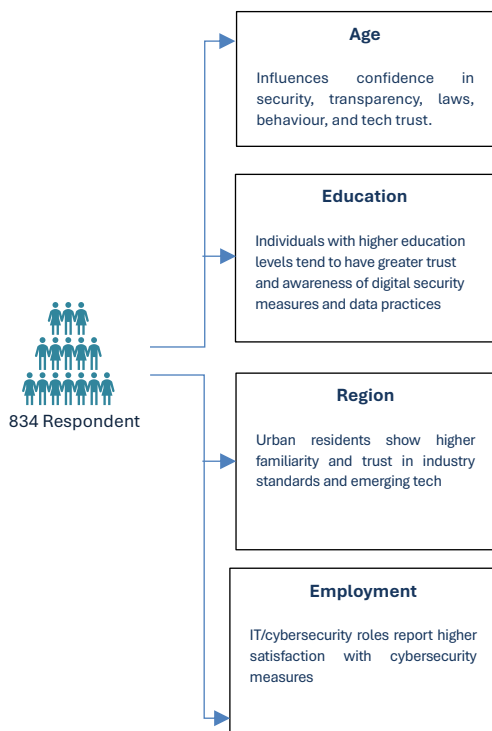 Age
Influences confidence in
security, transparency, laws,
behaviour, and tech trust.
Education
Individuals with higher education
levels tend to have greater trust
and awareness of digital security
measures and data practices
834 Respondent
Region
Urban residents show higher
familiarity and trust in industry
standards and emerging tech
Employment
IT/cybersecurity roles report higher
satisfaction with cybersecurity
measures